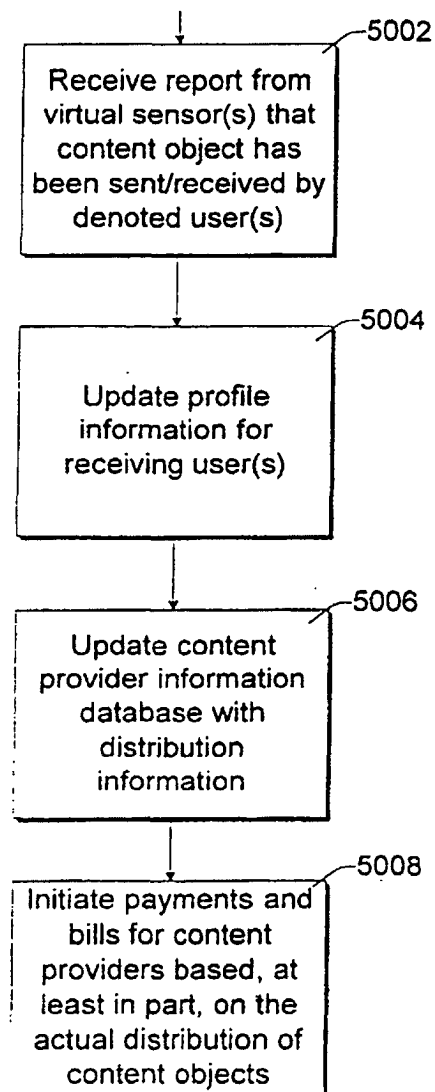 5002
Receive report from
virtual sensor(s) that
content object has
been sent/received by
denoted user(s)
5004
Update profile
information for
receiving user(s)
5006
Update content
provider information
database with
distribution
information
5008
Initiate payments and
bills for content
providers based, at
least in part, on the
actual distribution of
content objects